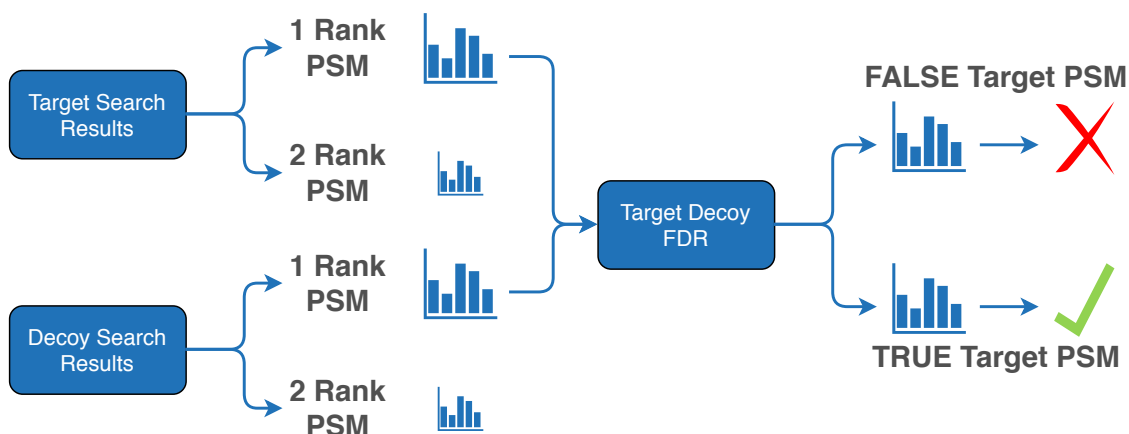 Target Search
Results
1 Rank
PSM
2 Rank
PSM
Decoy Search
Results
1 Rank
PSM
2 Rank
PSM
Target Decoy
FDR
FALSE Target PSM
TRUE Target PSM